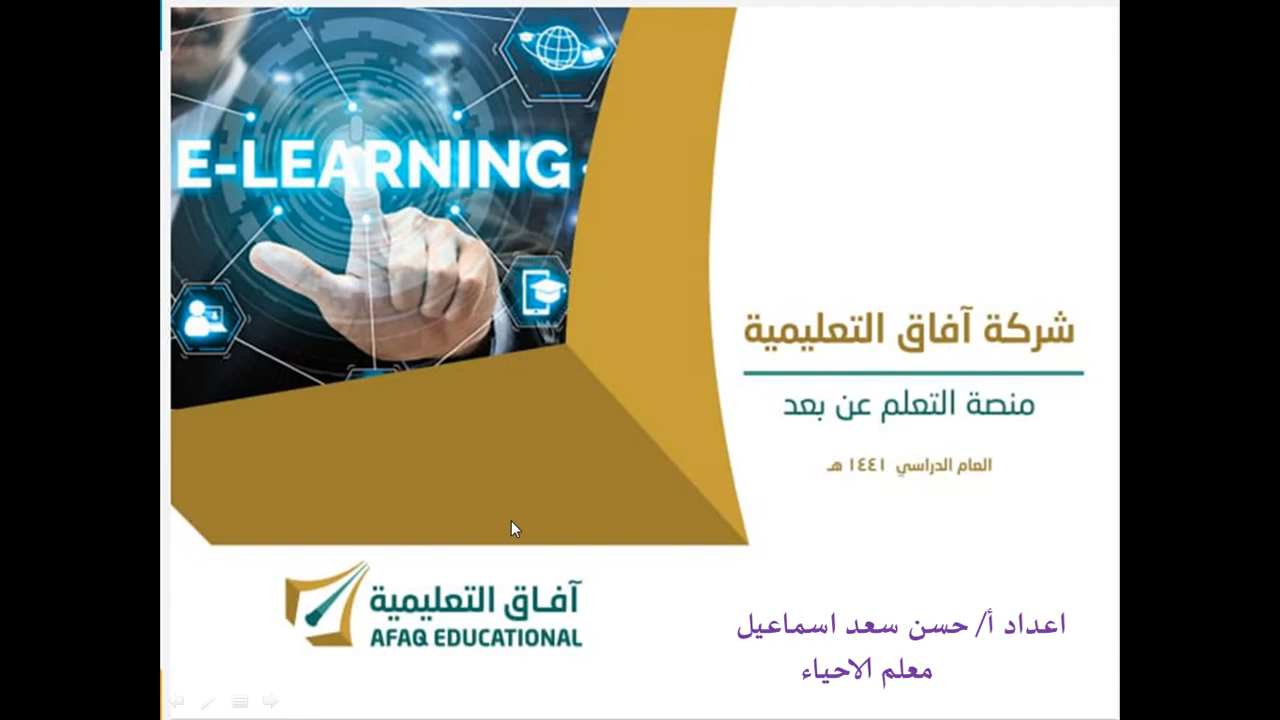 E-LEARNING
شركة آفاق التعليمية
منصة التعلم عن بعد
العام الدراسي ١٤٤١ هـ
آفاق التعليمية
AFAQ EDUCATIONAL
اعداد أ/ حسن سعد اسماعيل
معلم الاحياء